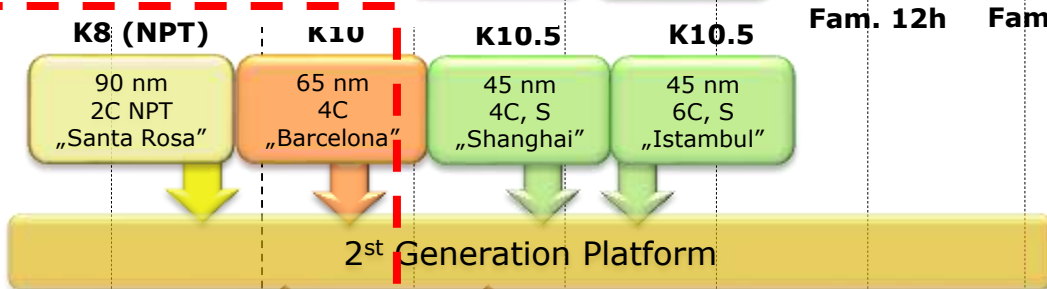 Fam. 12h Fam
K8 (NPT) K10 K10.5 K10.5
90 nm
2C NPT
„Santa Rosa”
65 nm
4C
„Barcelona”
45 nm
4C, S
„Shanghai”
45 nm
6C, S
„Istambul”
2st Generation Platform